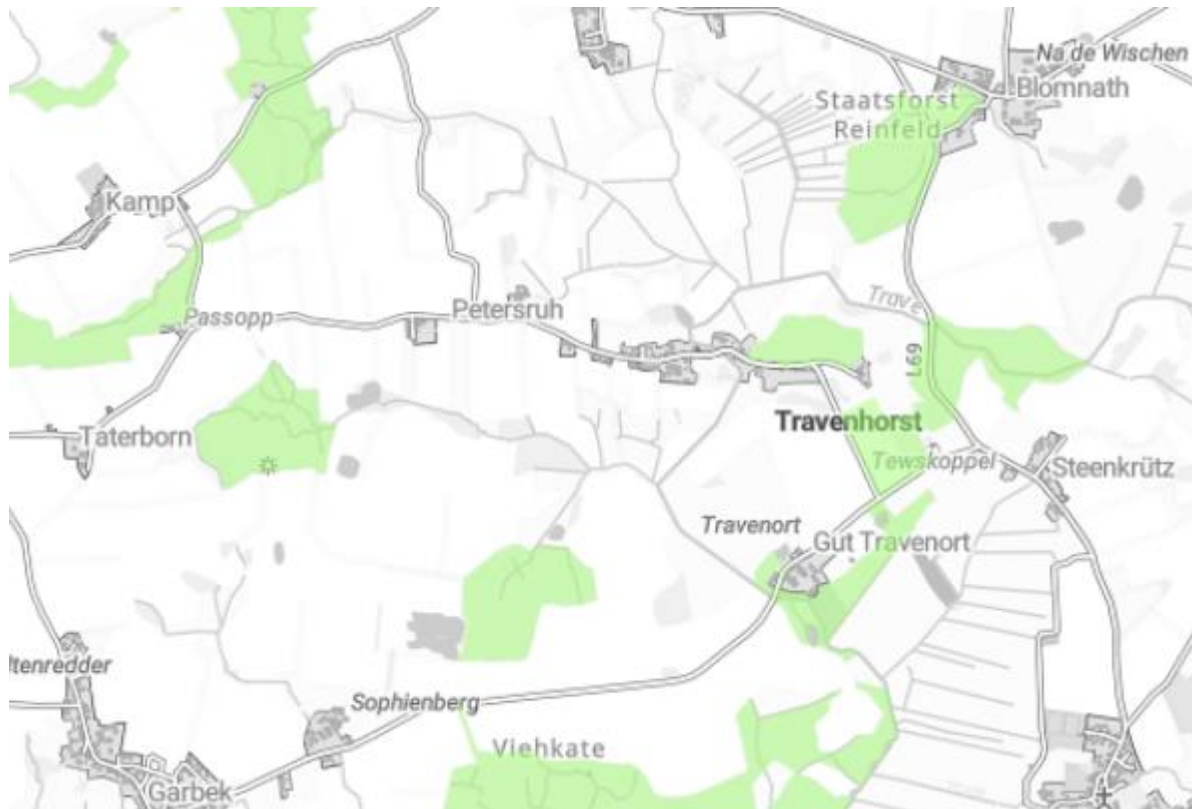 Na de Wischen
Blomnath
Staatsforst
Reinfeld
Kamp
Trave
Petersruh
Passopp
L69
Travenhorst
Taterborn
Tewskoppel
Steenkrütz
Travenort
Gut Travenort
ltenredder
Sophienberg
Viehkate
Garbek